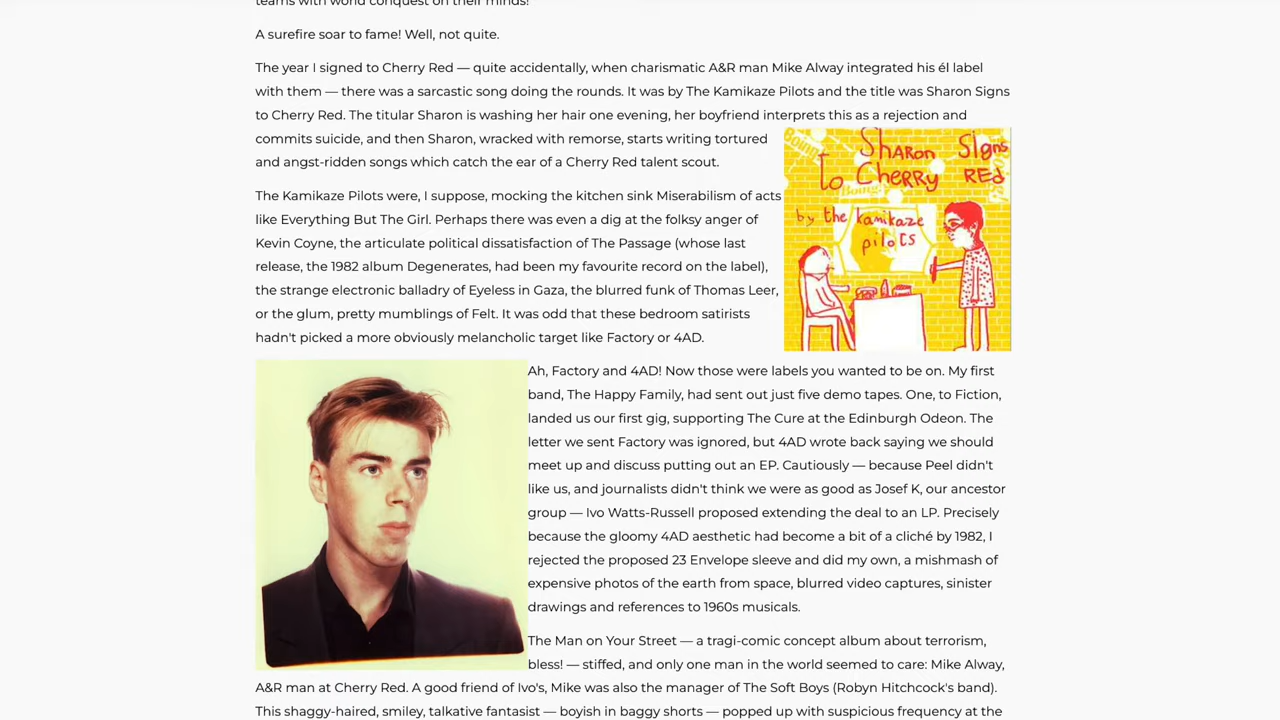 teams with world conquest on their minds!
A surefire soar to fame! Well, not quite.
The year I signed to Cherry Red — quite accidentally, when charismatic A&R man Mike Alway integrated his él label
with them — there was a sarcastic song doing the rounds. It was by The Kamikaze Pilots and the title was Sharon Signs
to Cherry Red. The titular Sharon is washing her hair one evening, her boyfriend interprets this as a rejection and
commits suicide, and then Sharon, wracked with remorse, starts writing tortured
and angst-ridden songs which catch the ear of a Cherry Red talent scout.
The Kamikaze Pilots were, I suppose, mocking the kitchen sink Miserabilism of acts
like Everything But The Girl. Perhaps there was even a dig at the folksy anger of
Kevin Coyne, the articulate political dissatisfaction of The Passage (whose last
release, the 1982 album Degenerates, had been my favourite record on the label),
the strange electronic balladry of Eyeless in Gaza, the blurred funk of Thomas Leer,
or the glum, pretty mumblings of Felt. It was odd that these bedroom satirists
hadn't picked a more obviously melancholic target like Factory or 4AD.
Boing
Sharon Signs
to Cherry REd
Boing
by the kamikaze
pilots
Ah, Factory and 4AD! Now those were labels you wanted to be on. My first
band, The Happy Family, had sent out just five demo tapes. One, to Fiction,
landed us our first gig, supporting The Cure at the Edinburgh Odeon. The
letter we sent Factory was ignored, but 4AD wrote back saying we should
meet up and discuss putting out an EP. Cautiously — because Peel didn't
like us, and journalists didn't think we were as good as Josef K, our ancestor
group — Ivo Watts-Russell proposed extending the deal to an LP. Precisely
because the gloomy 4AD aesthetic had become a bit of a cliché by 1982, I
rejected the proposed 23 Envelope sleeve and did my own, a mishmash of
expensive photos of the earth from space, blurred video captures, sinister
drawings and references to 1960s musicals.
The Man on Your Street — a tragi-comic concept album about terrorism,
bless! — stiffed, and only one man in the world seemed to care: Mike Alway,
A&R man at Cherry Red. A good friend of Ivo's, Mike was also the manager of The Soft Boys (Robyn Hitchcock's band).
This shaggy-haired, smiley, talkative fantasist — boyish in baggy shorts — popped up with suspicious frequency at the